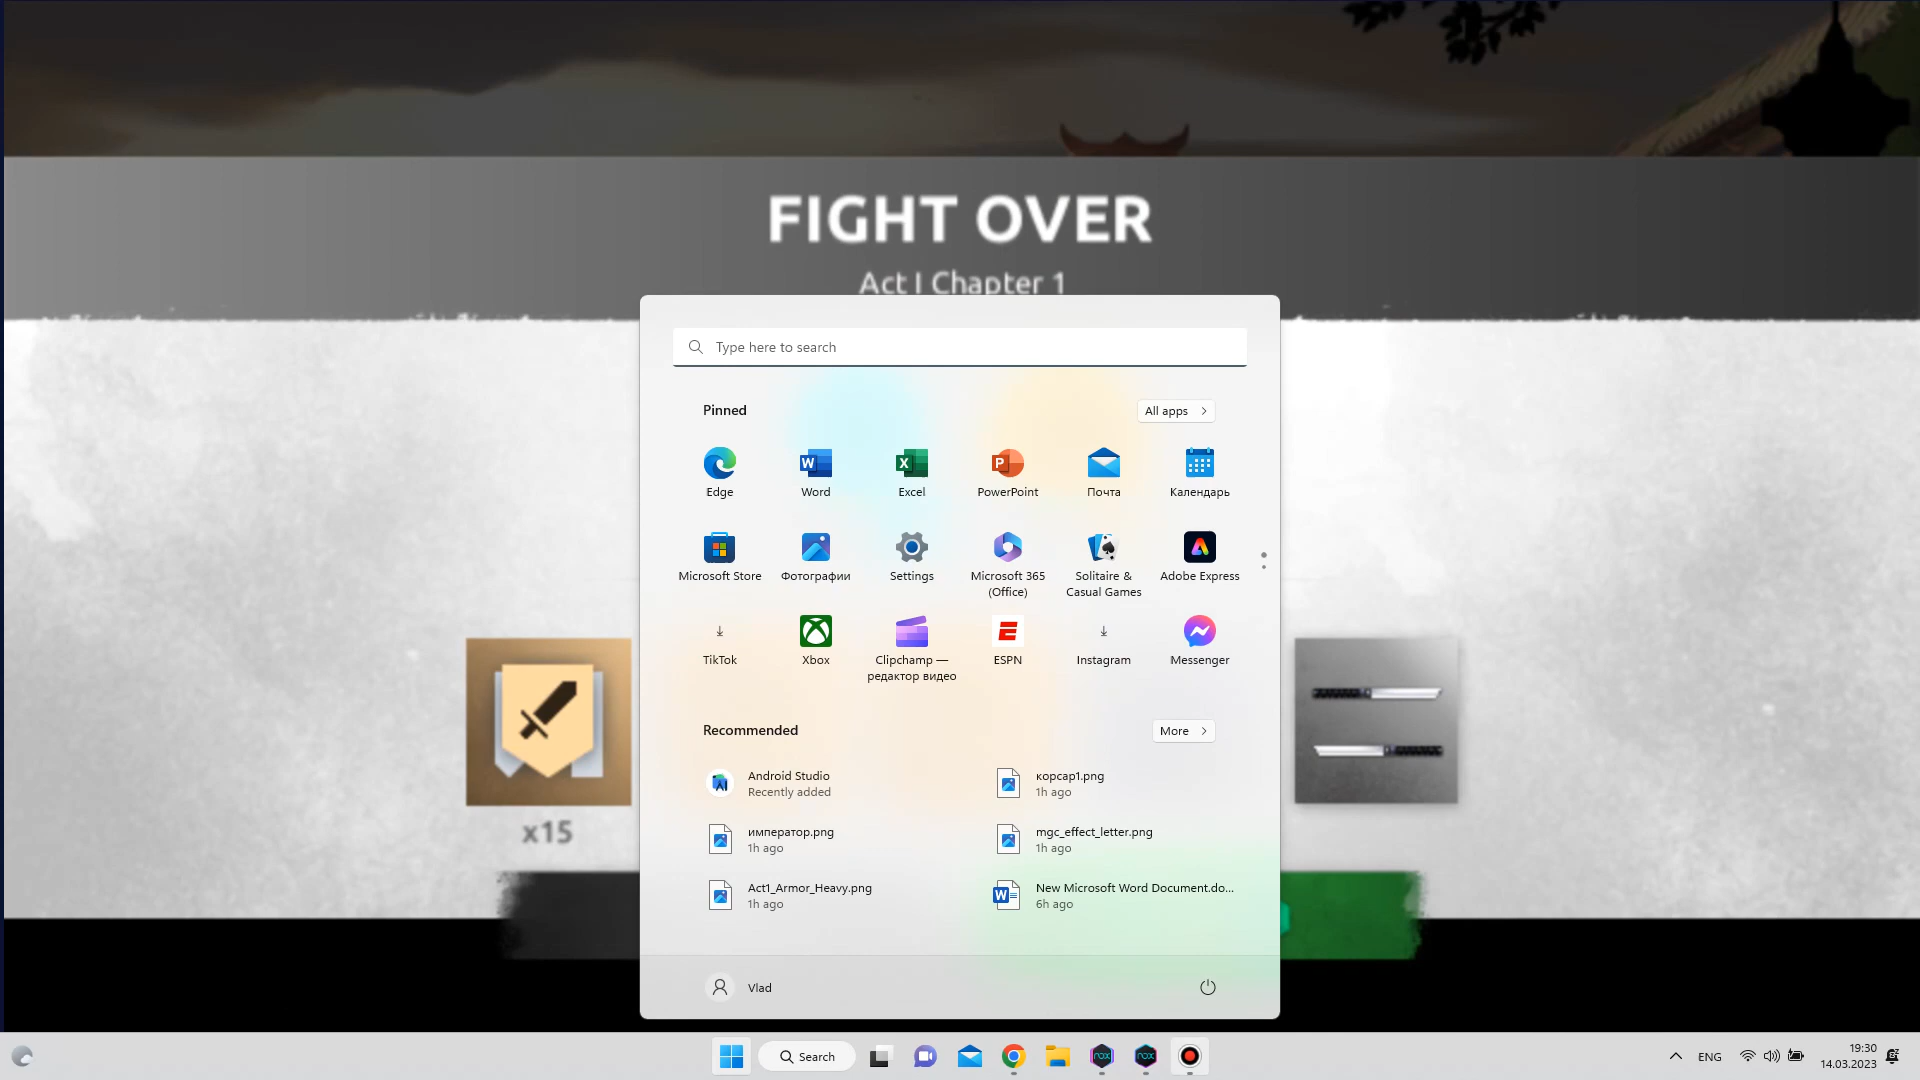 FIGHT OVER
Act I Chapter 1
Type here to search
Pinned
All apps
Edge
Word
Excel
PowerPoint
Почта
Календарь
Microsoft Store
Фотографии
Settings
Microsoft 365
(Office)
Solitaire &
Casual Games
Adobe Express
TikTok
Xbox
Clipchamp —
редактор видео
ESPN
Instagram
Messenger
x15
Recommended
More
Android Studio
Recently added
корсар1.png
1h ago
император.png
1h ago
mgc_effect_letter.png
1h ago
Act1_Armor_Heavy.png
1h ago
New Microsoft Word Document.do...
6h ago
Vlad
Search
ENG
19:30
14.03.2023